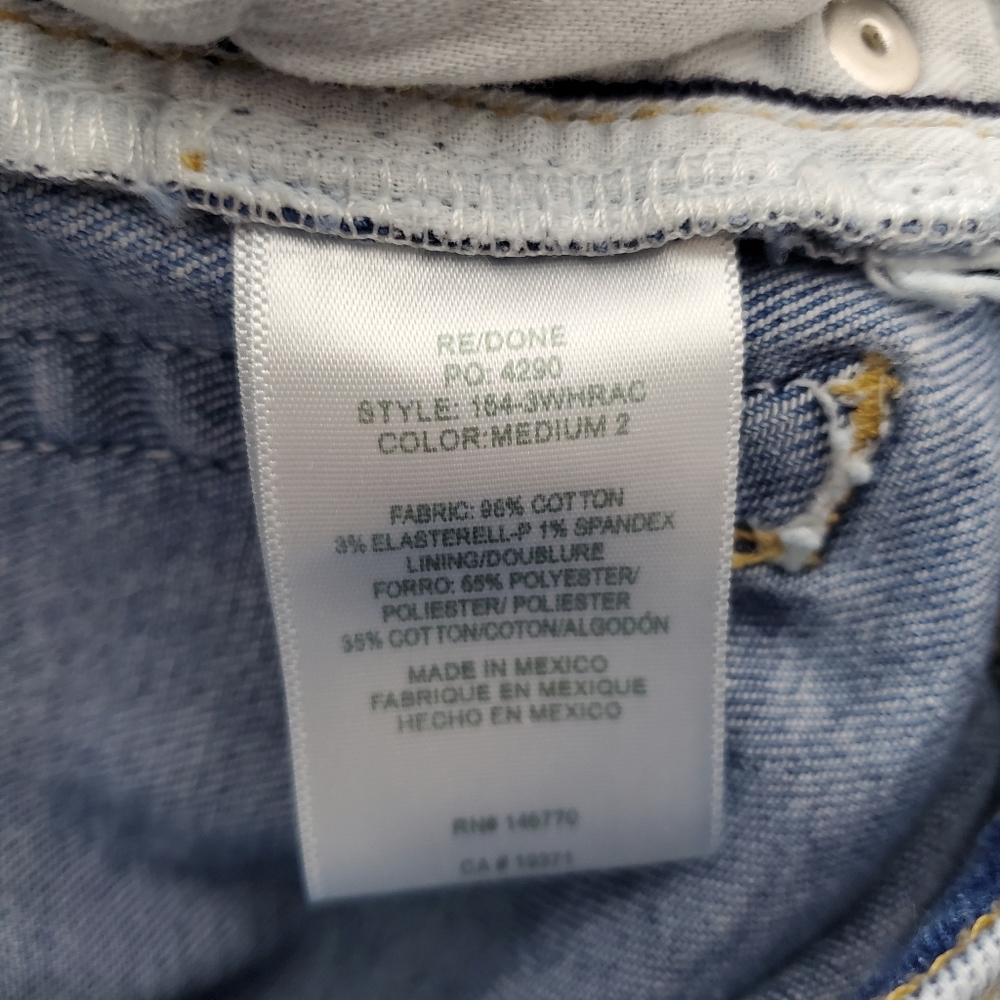 RE/DONE
PO: 4290
STYLE: 164-3WHRAC
COLOR:MEDIUM 2
FABRIC: 96% COTTON
3% ELASTERELL-P 1% SPANDEX
LINING/DOUBLURE
FORRO: 65% POLYESTER/
POLIESTER/ POLIESTER
35% COTTON/COTON/ALGODÓN
MADE IN MEXICO
FABRIQUE EN MEXIQUE
HECHO EN MEXICO
RN# 146770
CA #